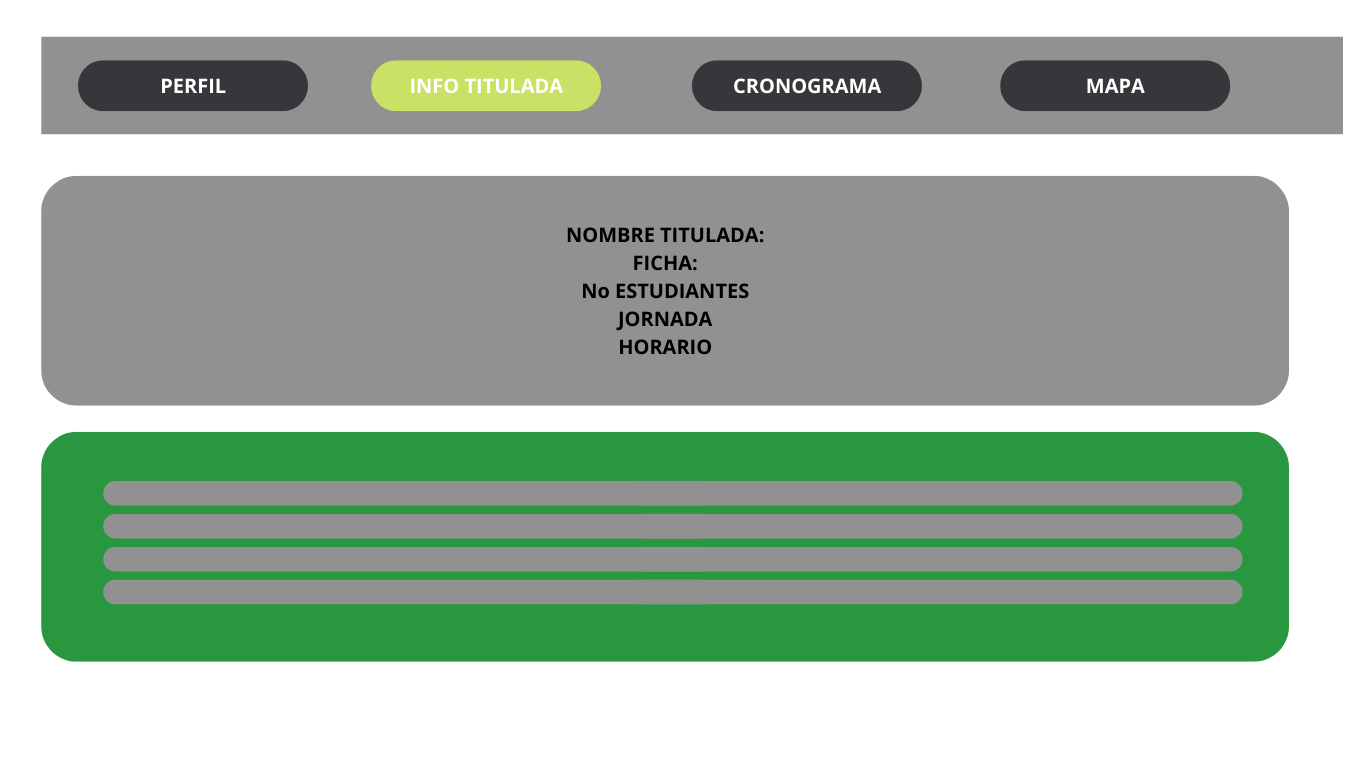 PERFIL
INFO TITULADA
CRONOGRAMA
MAPA
NOMBRE TITULADA:
FICHA:
No ESTUDIANTES
JORNADA
HORARIO